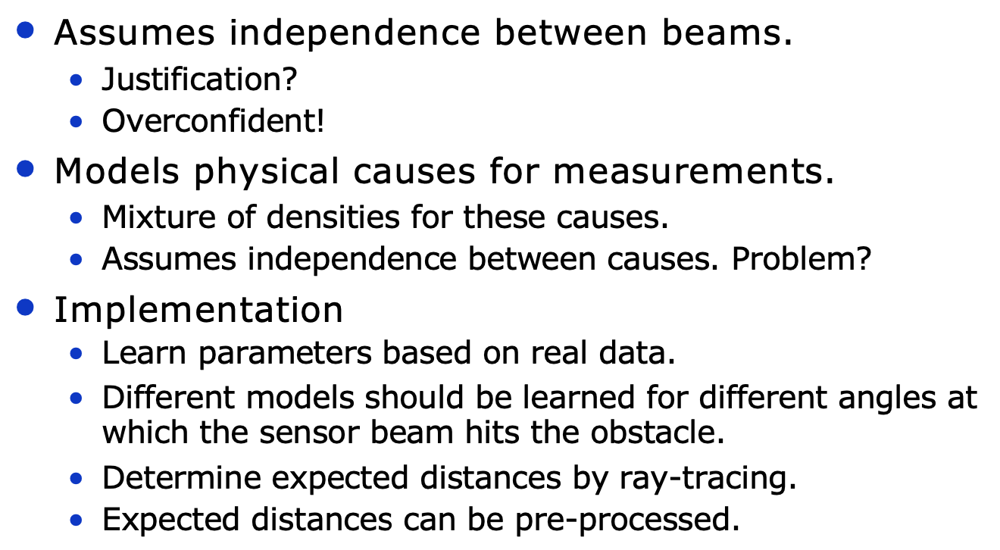 Assumes independence between beams.
Justification?
Overconfident!
Models physical causes for measurements.
Mixture of densities for these causes.
Assumes independence between causes. Problem?
Implementation
Learn parameters based on real data.
Different models should be learned for different angles at
which the sensor beam hits the obstacle.
Determine expected distances by ray-tracing.
Expected distances can be pre-processed.